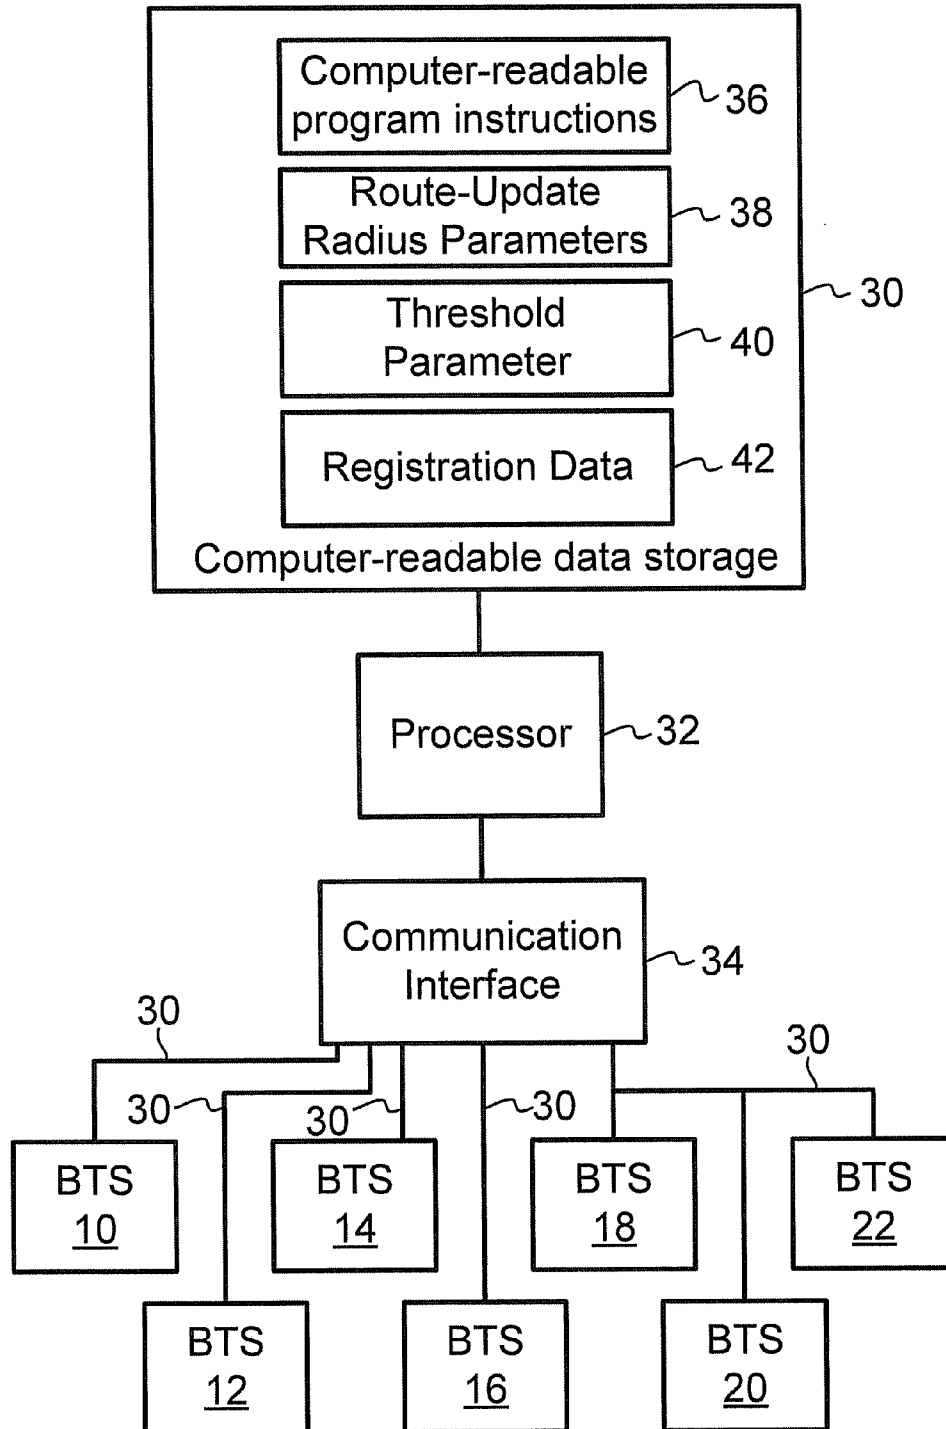 Computer-readable
program instructions
36
Route-Update
Radius Parameters
38
30
Threshold
Parameter
40
Registration Data
42
Computer-readable data storage
Processor
32
Communication
Interface
34
30
30
30
30
30
BTS
10
BTS
14
BTS
18
BTS
22
BTS
12
BTS
16
BTS
20